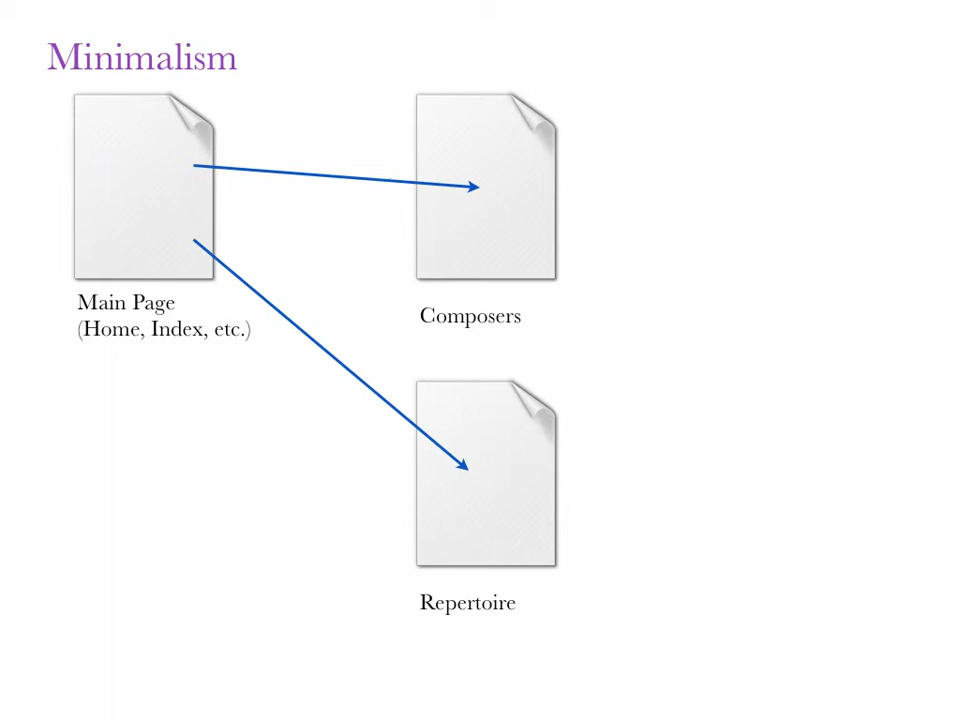 Minimalism
Main Page
(Home, Index, etc.)
Composers
Repertoire